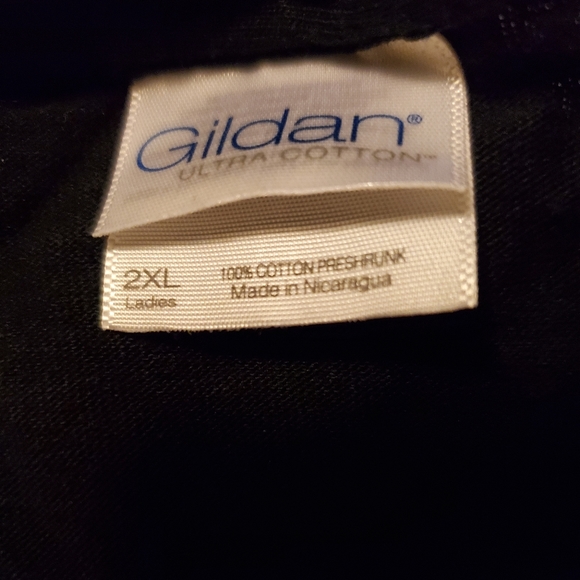 Gildan®
ULTRA COTTON™
2XL
Ladies
100% COTTON PRESHRUNK
Made in Nicaragua